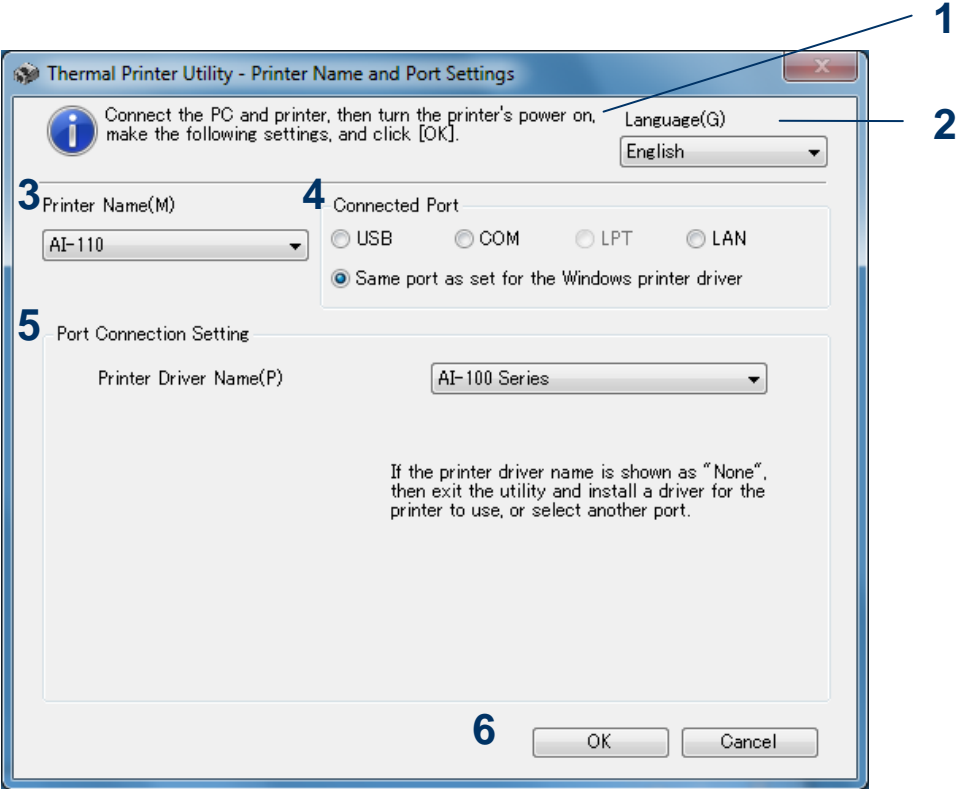 1
Thermal Printer Utility - Printer Name and Port Settings
Connect the PC and printer, then turn the printer's power on,
make the following settings, and click [OK].
Language(G)
2
English
3
Printer Name(M)
4
Connected Port
AI-110
USB
COM
LPT
LAN
Same port as set for the Windows printer driver
5
Port Connection Setting
Printer Driver Name(P)
AI-100 Series
If the printer driver name is shown as "None",
then exit the utility and install a driver for the
printer to use, or select another port.
6
OK
Cancel